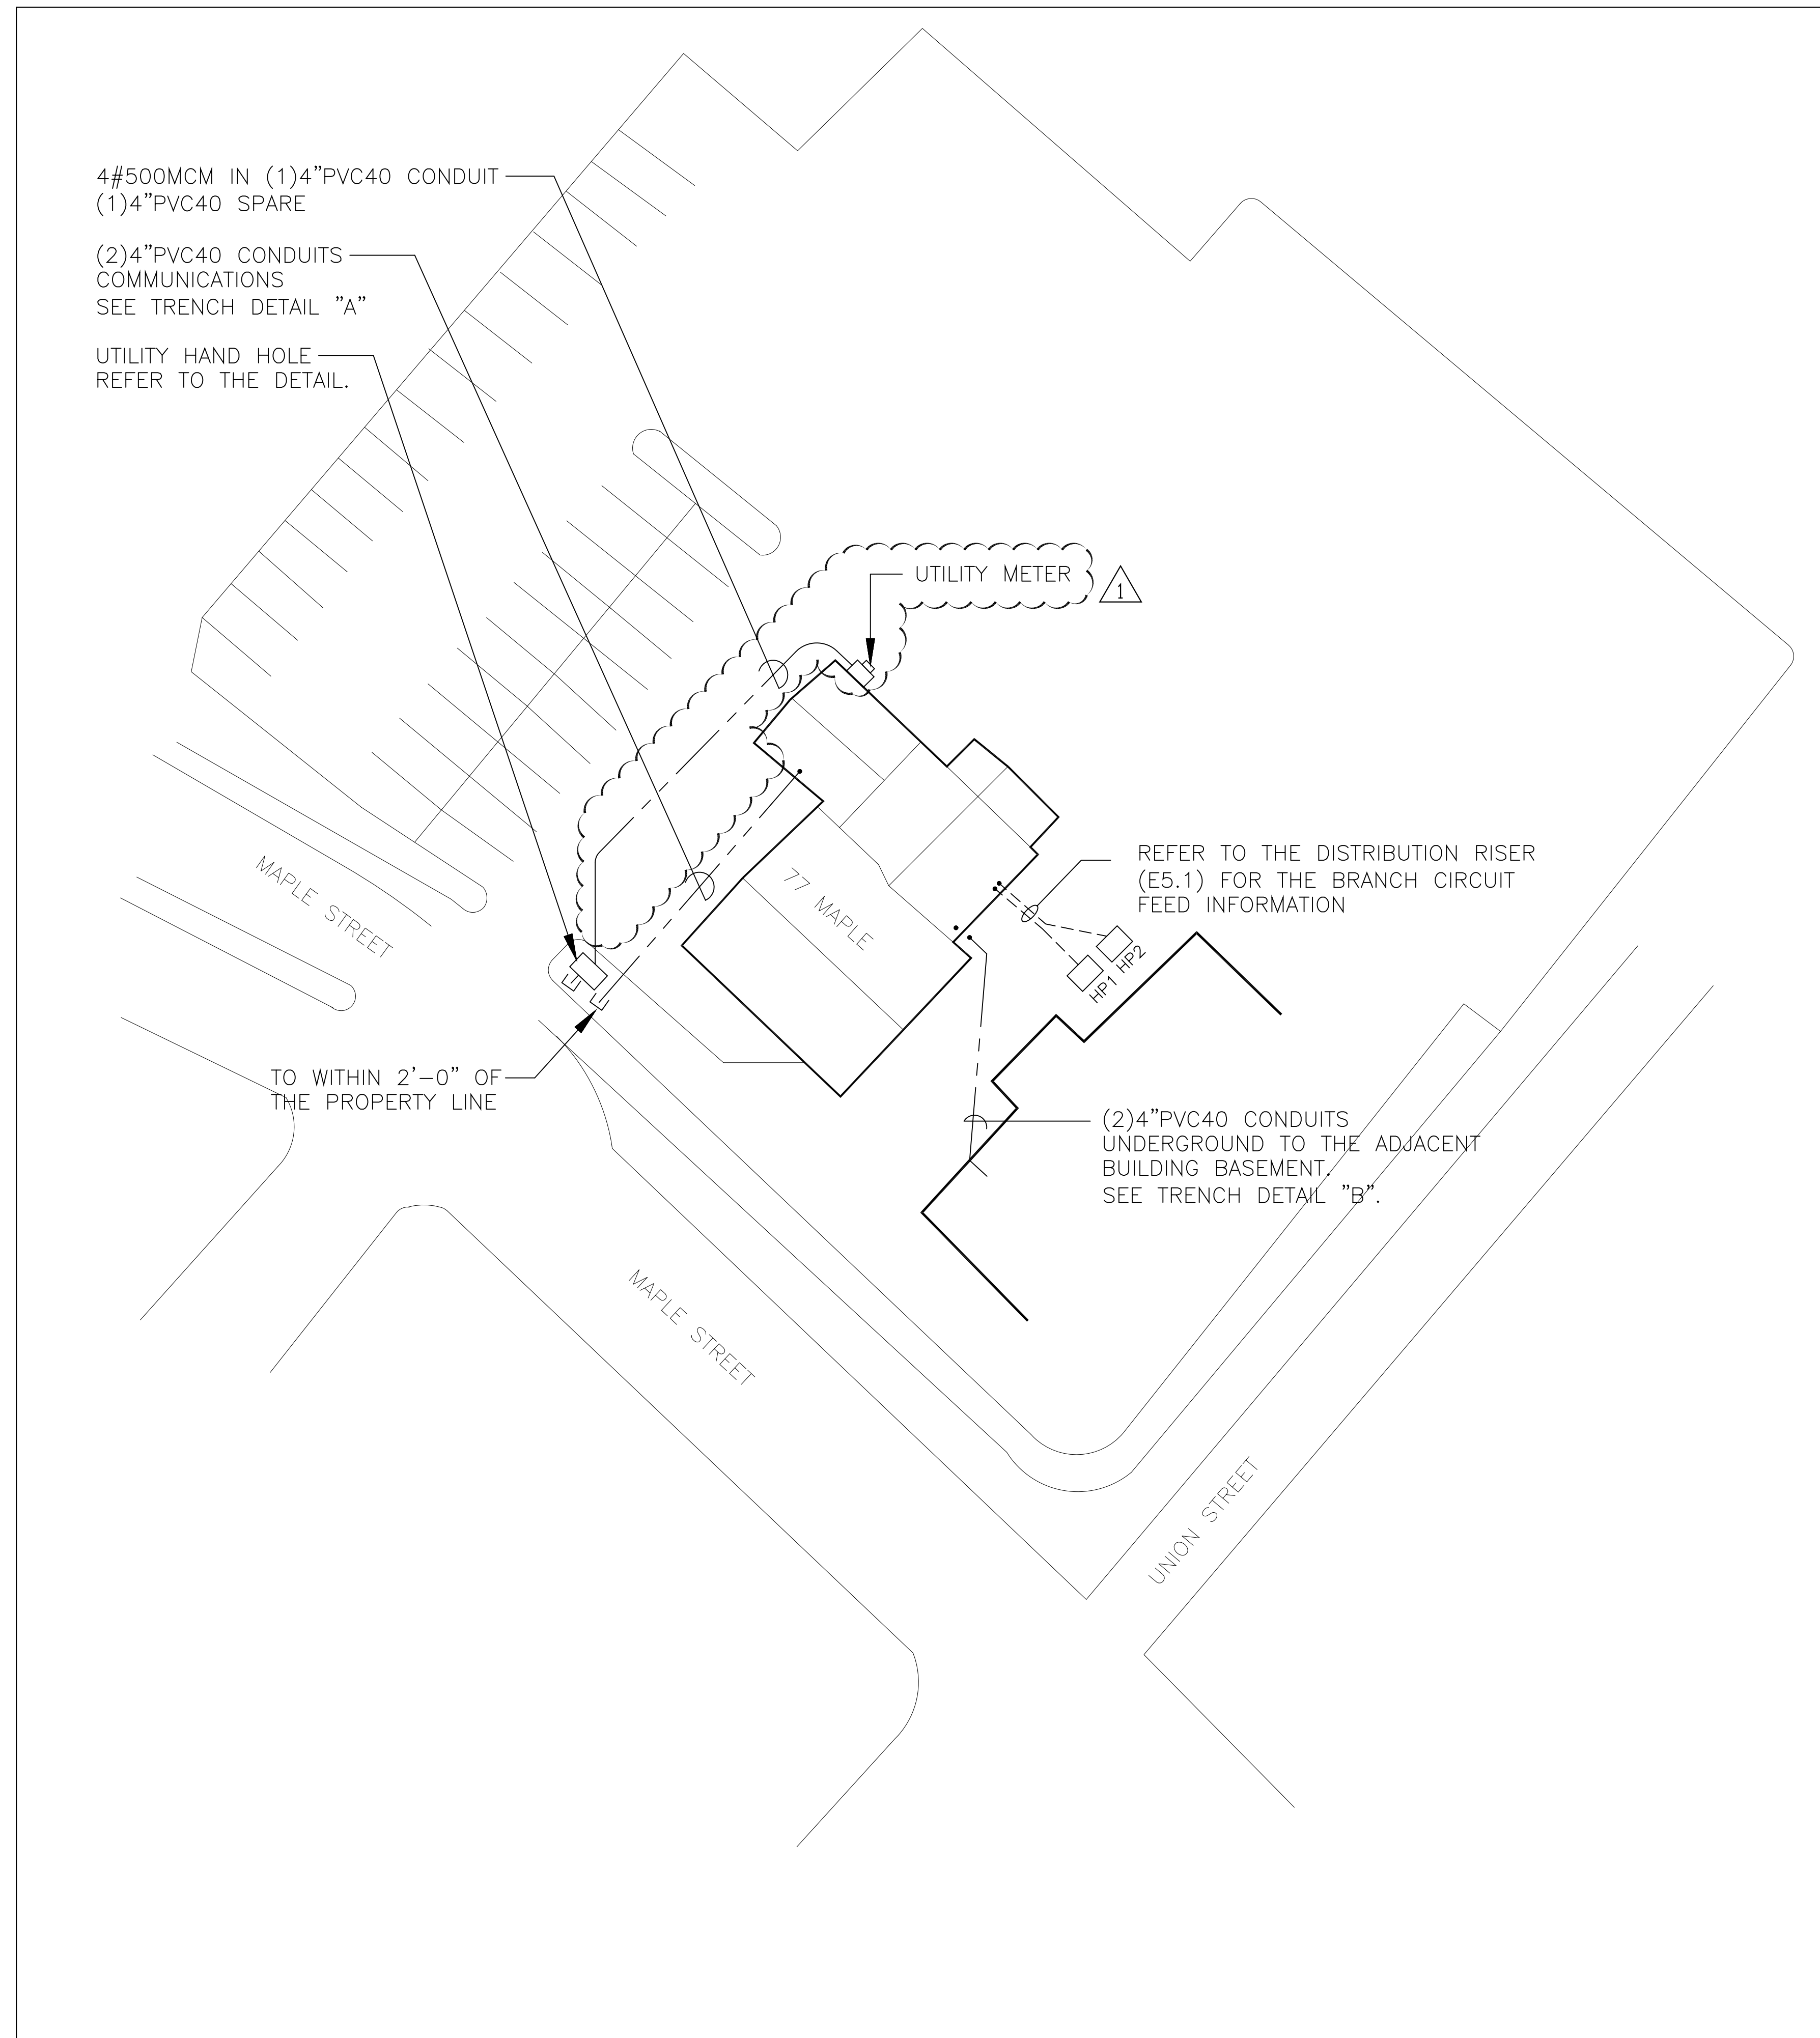 4#500MCM IN (1)4"PVC40 CONDUIT
(1)4"PVC40 SPARE
(2)4"PVC40 CONDUITS
COMMUNICATIONS
SEE TRENCH DETAIL "A"
UTILITY HAND HOLE
REFER TO THE DETAIL.
UTILITY METER
1
MAPLE STREET
77 MAPLE
REFER TO THE DISTRIBUTION RISER
(E5.1) FOR THE BRANCH CIRCUIT
FEED INFORMATION
HP2
HP1
TO WITHIN 2'-0" OF
THE PROPERTY LINE
(2)4"PVC40 CONDUITS
UNDERGROUND TO THE ADJACENT
BUILDING BASEMENT.
SEE TRENCH DETAIL "B".
MAPLE STREET
UNION STREET